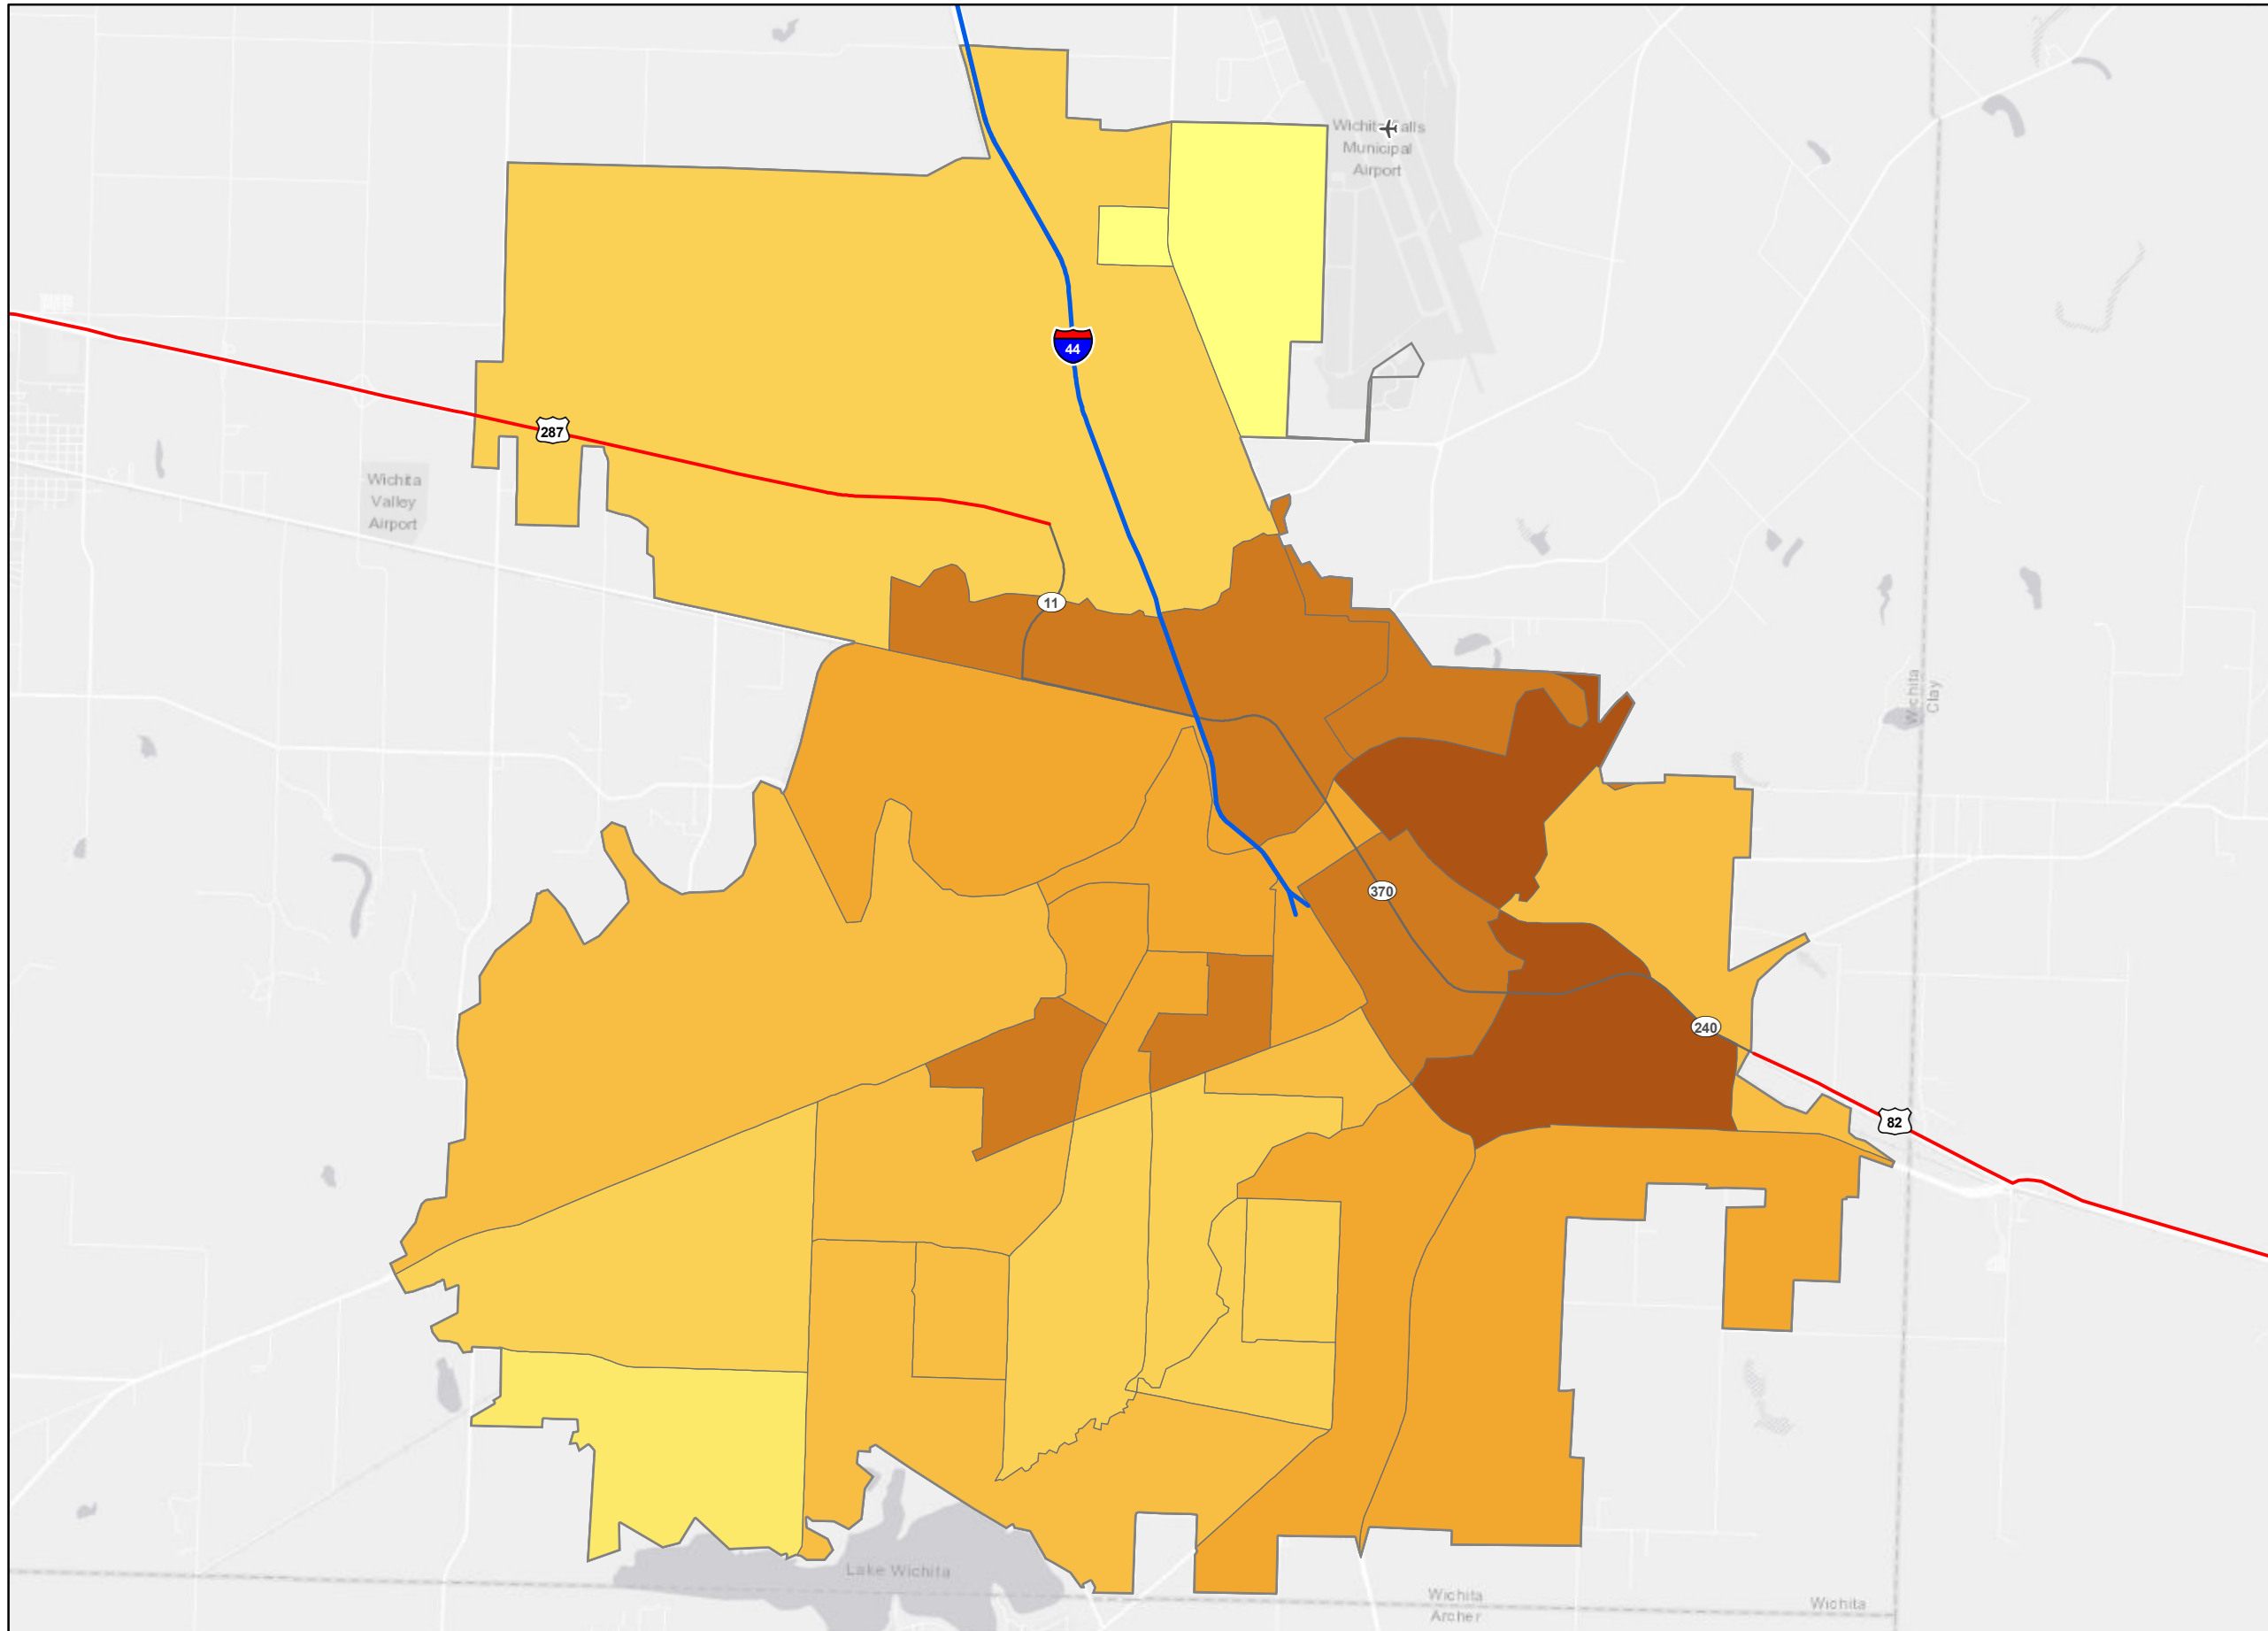 Wichita Falls
Municipal
Airport
44
287
Wichita
Valley
Airport
11
Wichita
Clay
370
240
82
Lake Wichita
Wichita
Archer
Wichita